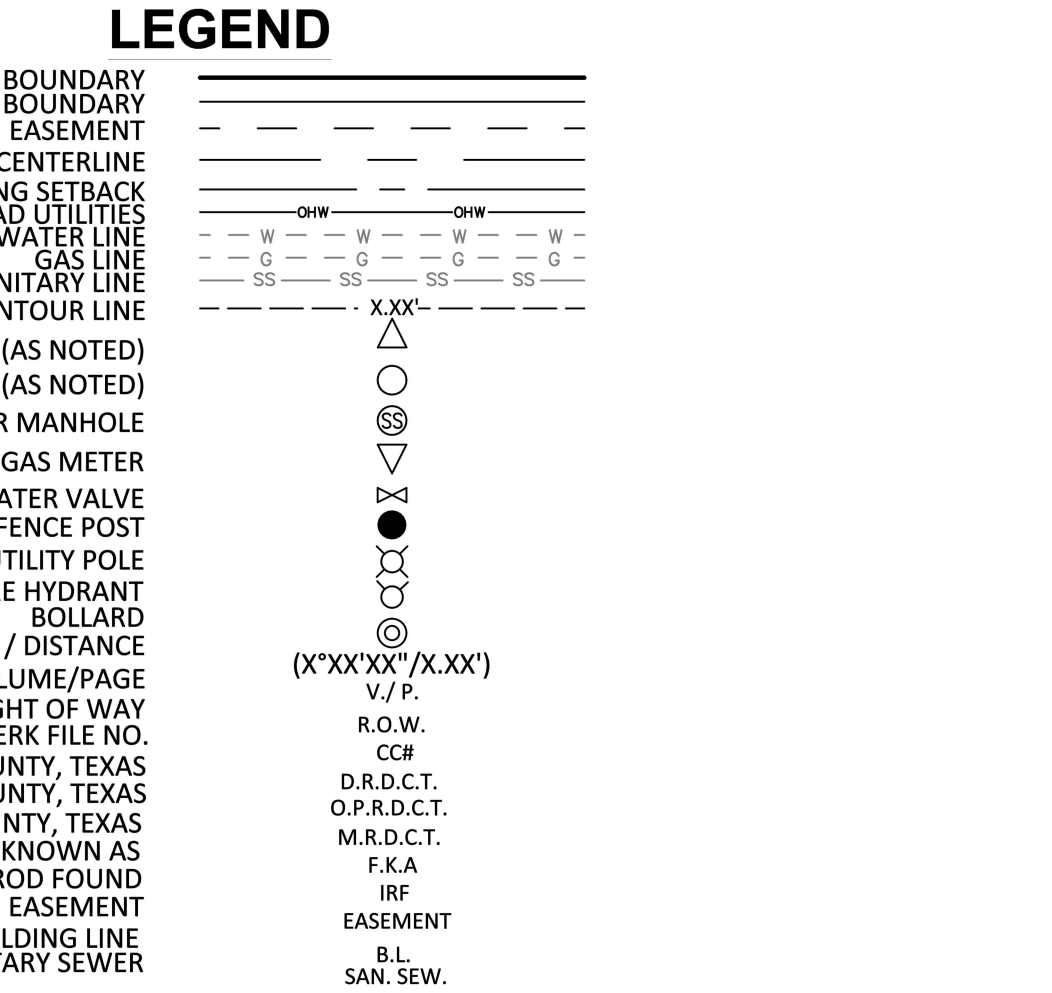 LEGEND
BOUNDARY
BOUNDARY
EASEMENT
CENTERLINE
NG SETBACK
AD UTILITIES OHW OHW
WATER LINE W W W W
GAS LINE G G G G
NITARY LINE SS SS SS SS
NTOUR LINE X.XX'
(AS NOTED)
(AS NOTED)
R MANHOLE SS
GAS METER
ATER VALVE
FENCE POST
UTILITY POLE
RE HYDRANT
BOLLARD
/ DISTANCE (X°XX'XX"/X.XX')
LUME/PAGE V./ P.
GHT OF WAY R.O.W.
ERK FILE NO. CC#
UNTY, TEXAS D.R.D.C.T.
UNTY, TEXAS O.P.R.D.C.T.
NTY, TEXAS M.R.D.C.T.
KNOWN AS F.K.A
ROD FOUND IRF
EASEMENT EASEMENT
LDING LINE B.L.
TARY SEWER SAN. SEW.